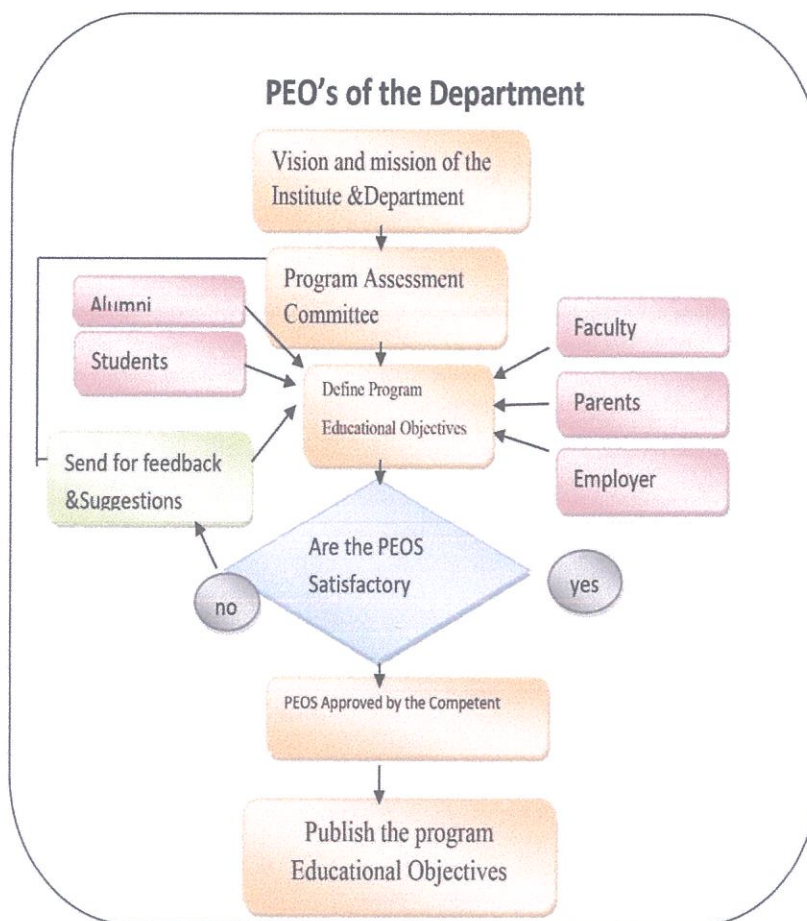 PEO's of the Department
Vision and mission of the
Institute &Department
Program Assessment
Committee
Alumni
Students
Faculty
Define Program
Educational Objectives
Parents
Send for feedback
&Suggestions
Employer
Are the PEOS
Satisfactory
no
yes
PEOS Approved by the Competent
Publish the program
Educational Objectives